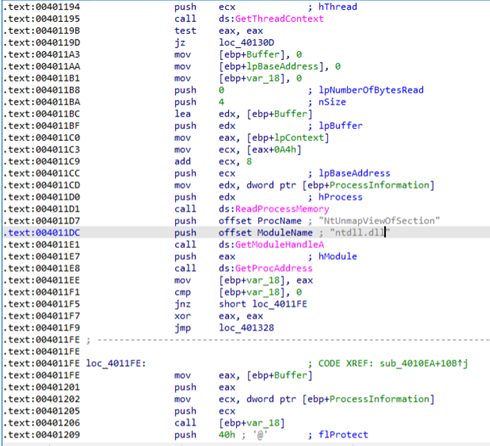 .text:00401194 push ecx ; hThread
.text:00401195 call ds:GetThreadContext
.text:0040119B test eax, eax
.text:0040119D jz loc_40130D
.text:004011A3 mov [ebp+Buffer], 0
.text:004011AA mov [ebp+lpBaseAddress], 0
.text:004011B1 mov [ebp+var_18], 0
.text:004011B8 push 0 ; lpNumberOfBytesRead
.text:004011BA push 4 ; nSize
.text:004011BC lea edx, [ebp+Buffer]
.text:004011BF push edx ; lpBuffer
.text:004011C0 mov eax, [ebp+lpContext]
.text:004011C3 mov ecx, [eax+0A4h]
.text:004011C9 add ecx, 8
.text:004011CC push ecx ; lpBaseAddress
.text:004011CD mov edx, dword ptr [ebp+ProcessInformation]
.text:004011D0 push edx ; hProcess
.text:004011D1 call ds:ReadProcessMemory
.text:004011D7 push offset ProcName ; "NtUnmapViewOfSection"
.text:004011DC push offset ModuleName ; "ntdll.dll"
.text:004011E1 call ds:GetModuleHandleA
.text:004011E7 push eax ; hModule
.text:004011E8 call ds:GetProcAddress
.text:004011EE mov [ebp+var_18], eax
.text:004011F1 cmp [ebp+var_18], 0
.text:004011F5 jnz short loc_4011FE
.text:004011F7 xor eax, eax
.text:004011F9 jmp loc_401328
.text:004011FE ; ---------------------------------------------------------------------------
.text:004011FE
.text:004011FE loc_4011FE: ; CODE XREF: sub_4010EA+10B↑j
.text:004011FE mov eax, [ebp+Buffer]
.text:00401201 push eax
.text:00401202 mov ecx, dword ptr [ebp+ProcessInformation]
.text:00401205 push ecx
.text:00401206 call [ebp+var_18]
.text:00401209 push 40h ; '@' ; flProtect